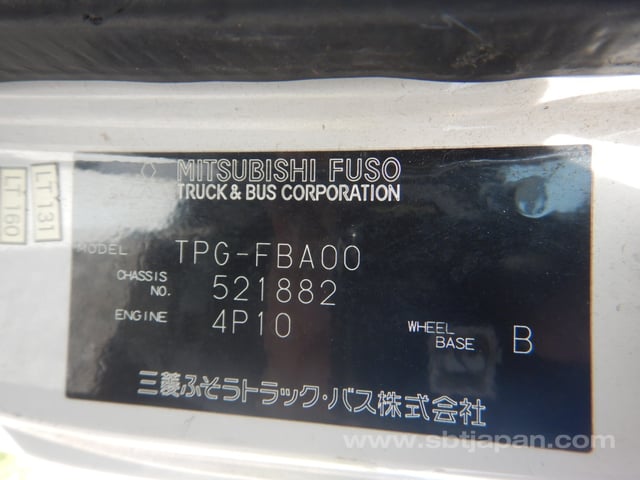 MITSUBISHI FUSO
TRUCK & BUS CORPORATION
LT131
LT160
MODEL TPG-FBA00
CHASSIS NO. 521882
ENGINE 4P10
WHEEL BASE B
三菱ふそうトラック・バス株式会社
www.sbtjapan.com